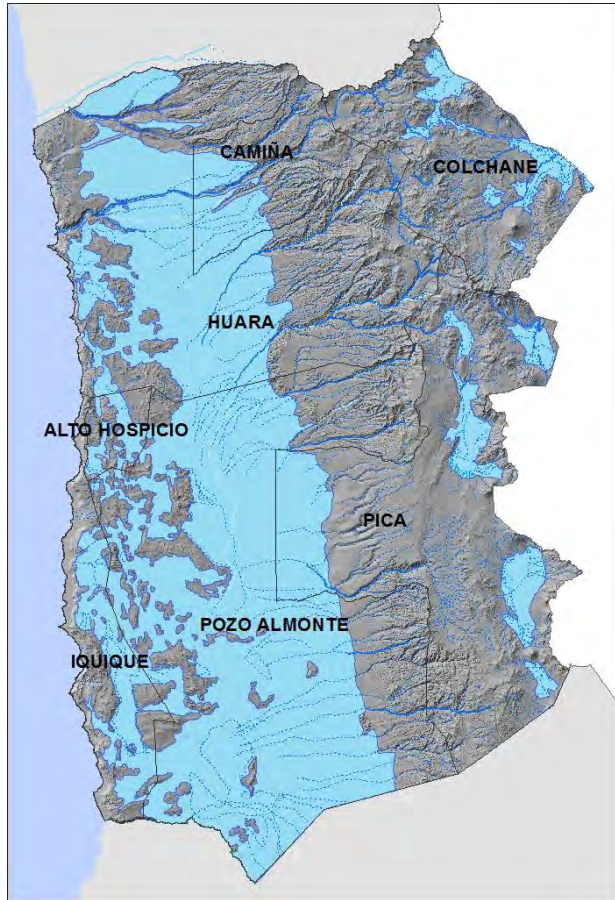 CAMIÑA
COLCHANE
HUARA
ALTO HOSPICIO
PICA
POZO ALMONTE
IQUIQUE